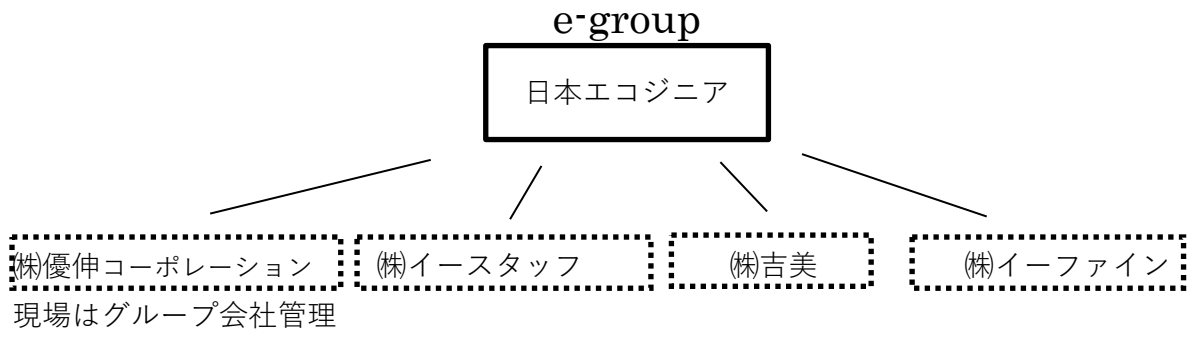 e-group
日本エコジニア
㈱優伸コーポレーション
㈱イースタッフ
㈱吉美
㈱イーファイン
現場はグループ会社管理